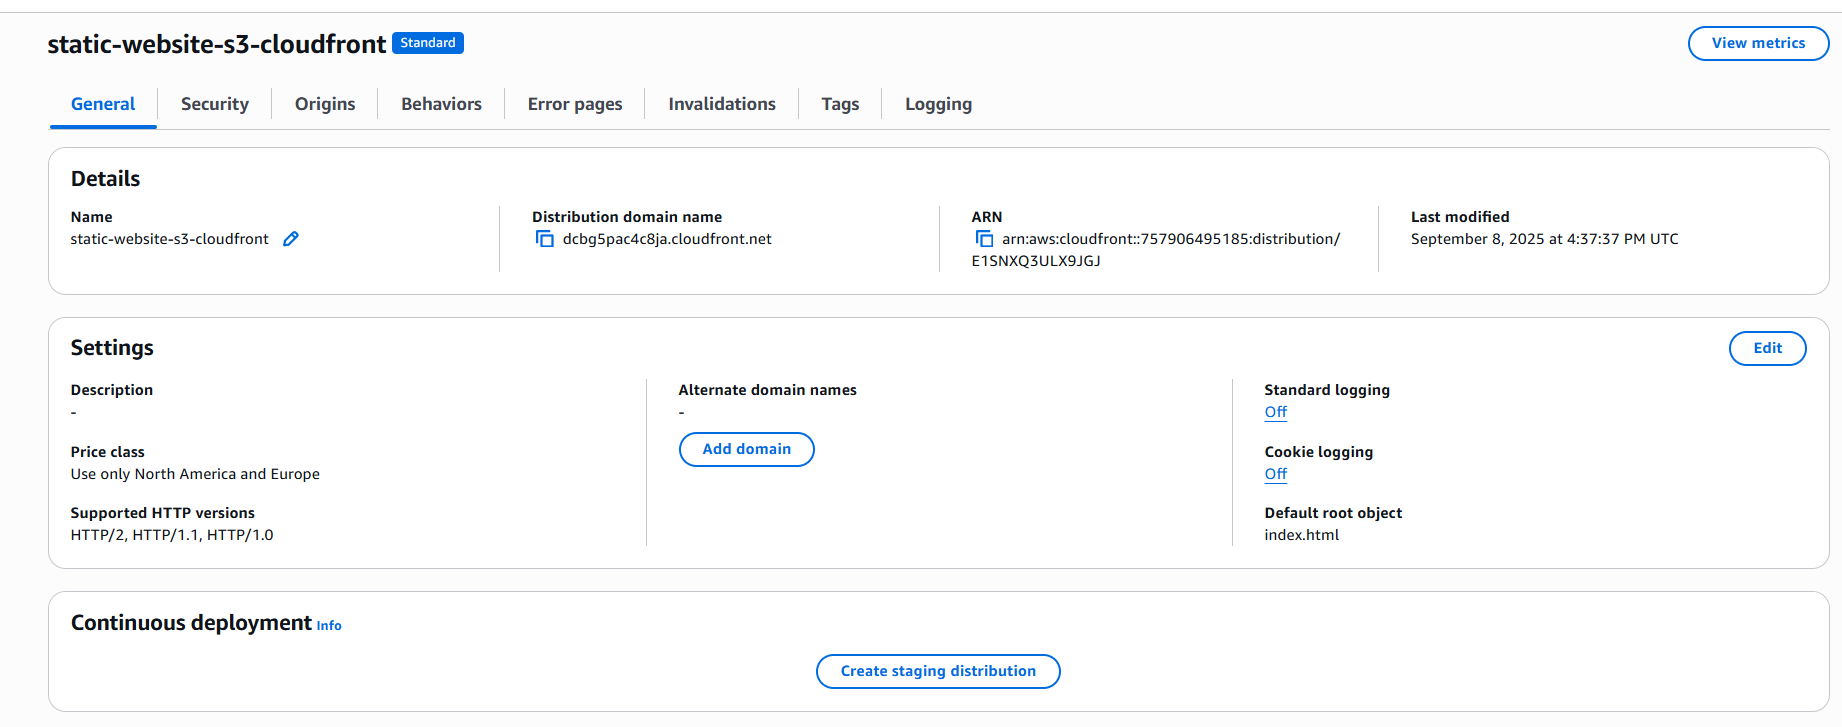 static-website-s3-cloudfront Standard View metrics
General Security Origins Behaviors Error pages Invalidations Tags Logging
Details
Name
static-website-s3-cloudfront
Distribution domain name
dcbg5pac4c8ja.cloudfront.net
ARN
arn:aws:cloudfront::757906495185:distribution/
E1SNXQ3ULX9JGJ
Last modified
September 8, 2025 at 4:37:37 PM UTC
Settings Edit
Description
-
Price class
Use only North America and Europe
Supported HTTP versions
HTTP/2, HTTP/1.1, HTTP/1.0
Alternate domain names
-
Add domain
Standard logging
Off
Cookie logging
Off
Default root object
index.html
Continuous deployment Info
Create staging distribution